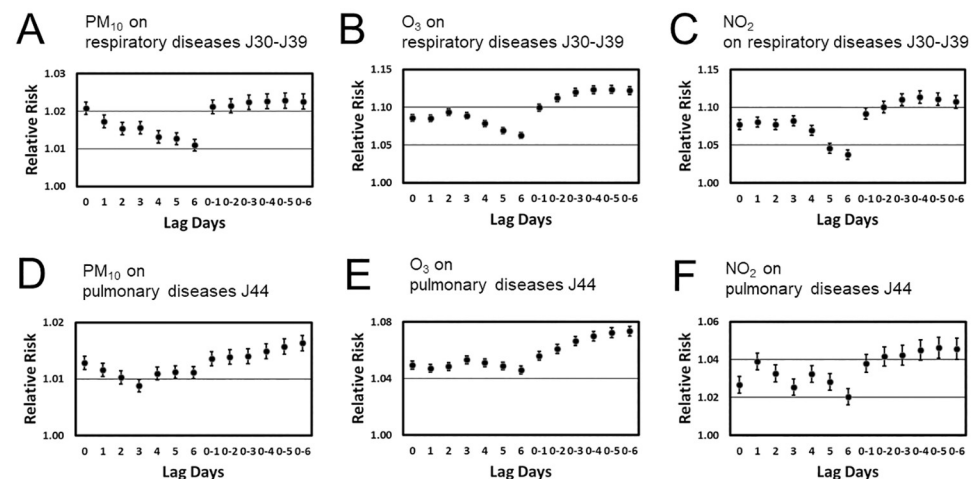 A
PM10 on
respiratory diseases J30-J39
Relative Risk
1.03
1.02
1.01
1.00
0 1 2 3 4 5 6 0-1 0-2 0-3 0-4 0-5 0-6
Lag Days
B
O3 on
respiratory diseases J30-J39
Relative Risk
1.15
1.10
1.05
1.00
0 1 2 3 4 5 6 0-1 0-2 0-3 0-4 0-5 0-6
Lag Days
C
NO2
on respiratory diseases J30-J39
Relative Risk
1.15
1.10
1.05
1.00
0 1 2 3 4 5 6 0-1 0-2 0-3 0-4 0-5 0-6
Lag Days
D
PM10 on
pulmonary diseases J44
Relative Risk
1.02
1.01
1.00
0 1 2 3 4 5 6 0-1 0-2 0-3 0-4 0-5 0-6
Lag Days
E
O3 on
pulmonary diseases J44
Relative Risk
1.08
1.04
1.00
0 1 2 3 4 5 6 0-1 0-2 0-3 0-4 0-5 0-6
Lag Days
F
NO2 on
pulmonary diseases J44
Relative Risk
1.06
1.04
1.02
1.00
0 1 2 3 4 5 6 0-1 0-2 0-3 0-4 0-5 0-6
Lag Days